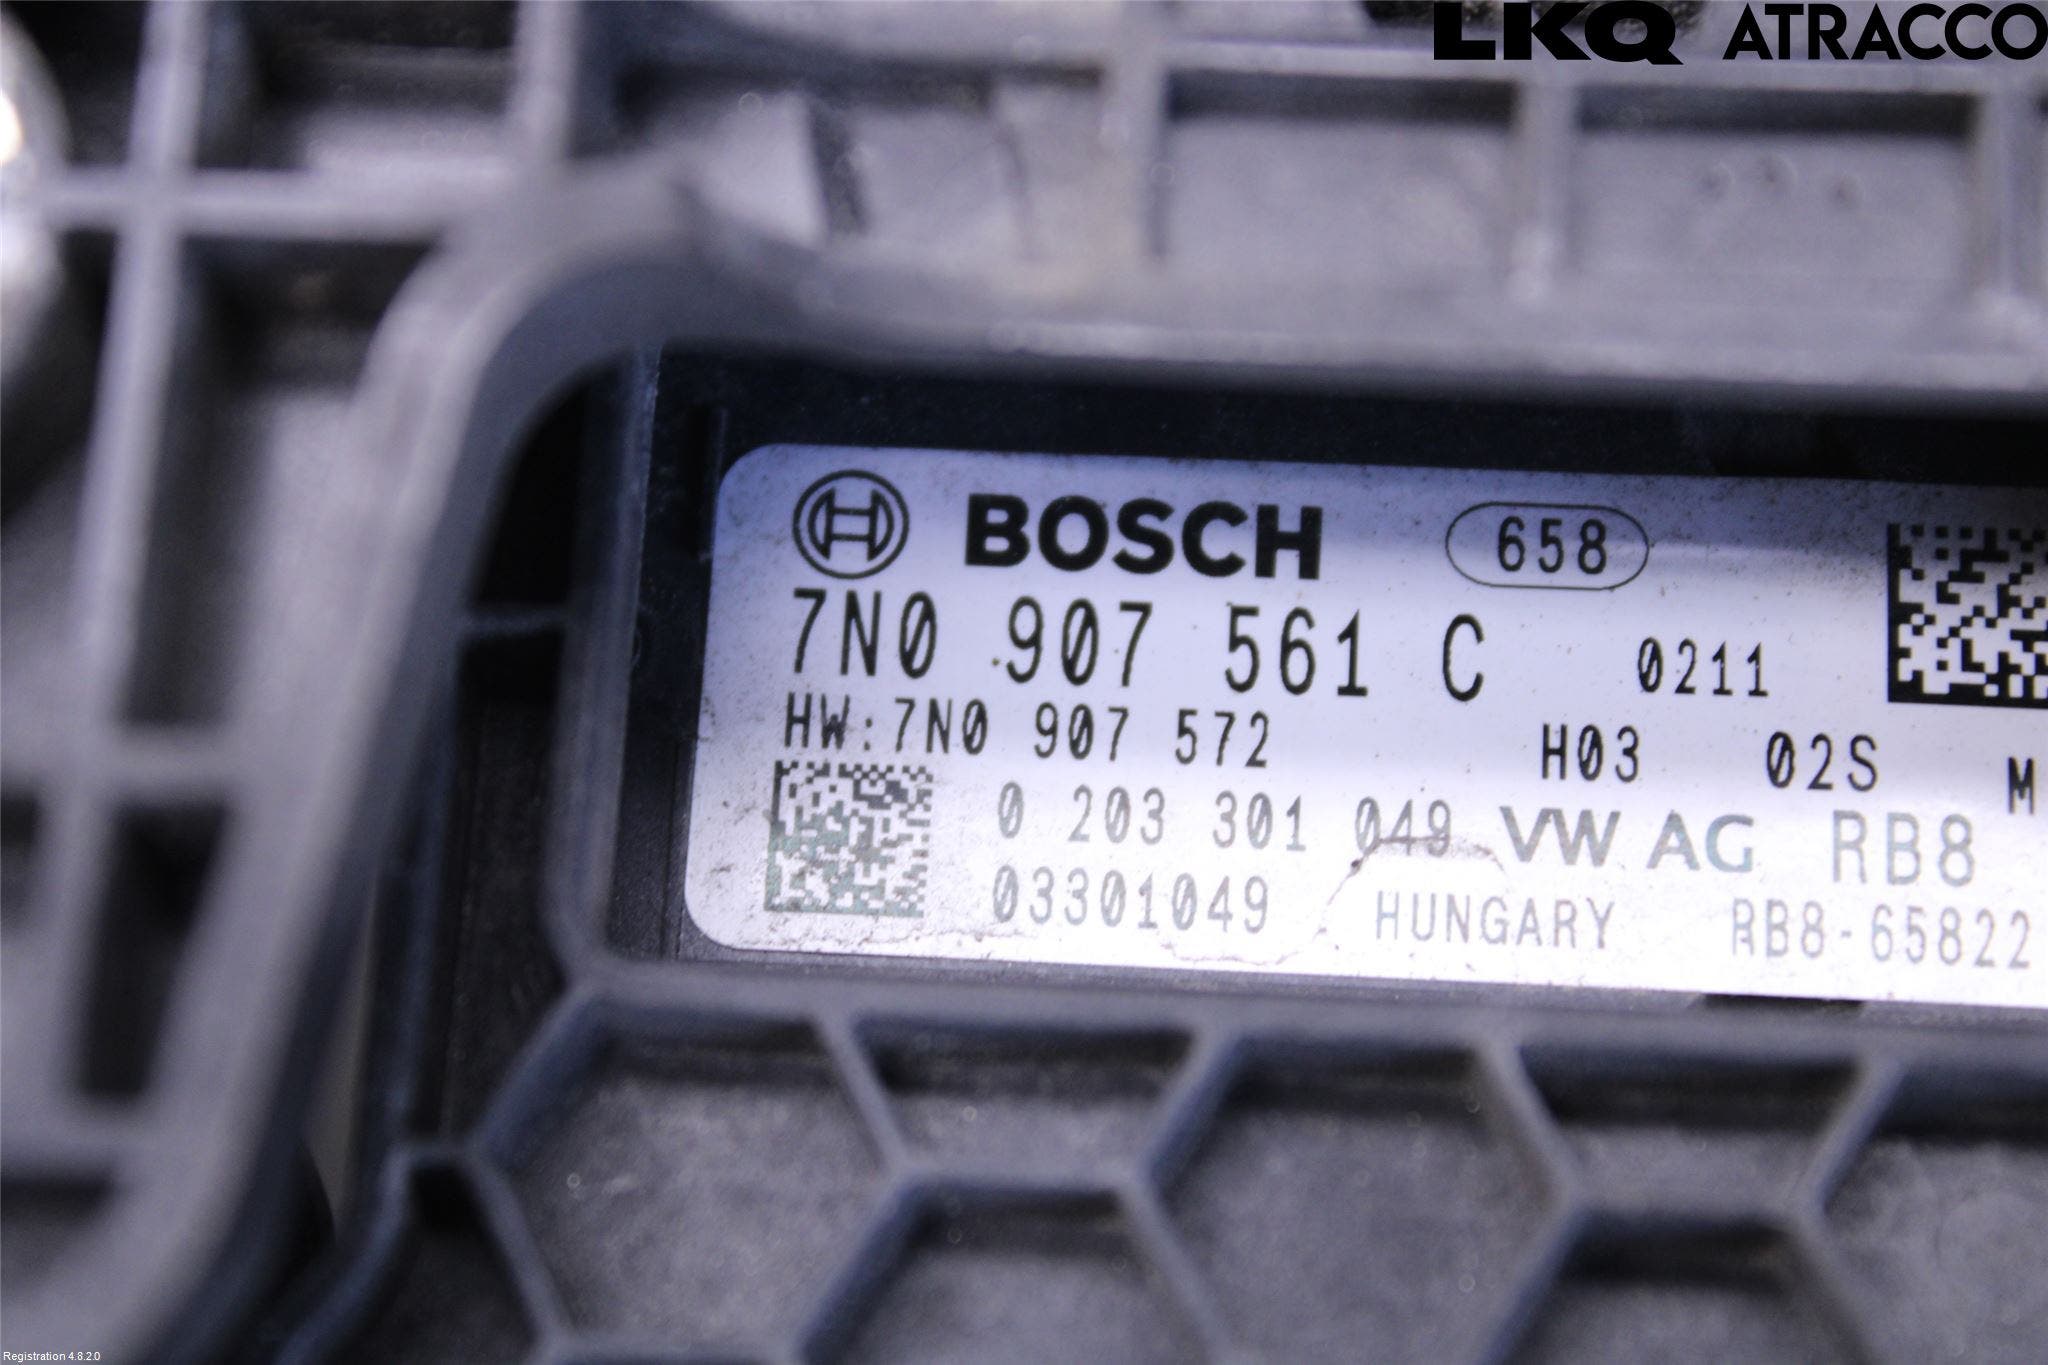 LKQ ATRACCO
BOSCH 658
7N0 907 561 C 0211
HW:7N0 907 572 H03 02S M
0 203 301 049 VW AG RB8
03301049 HUNGARY RB8-65822
Registration 4.8.2.0